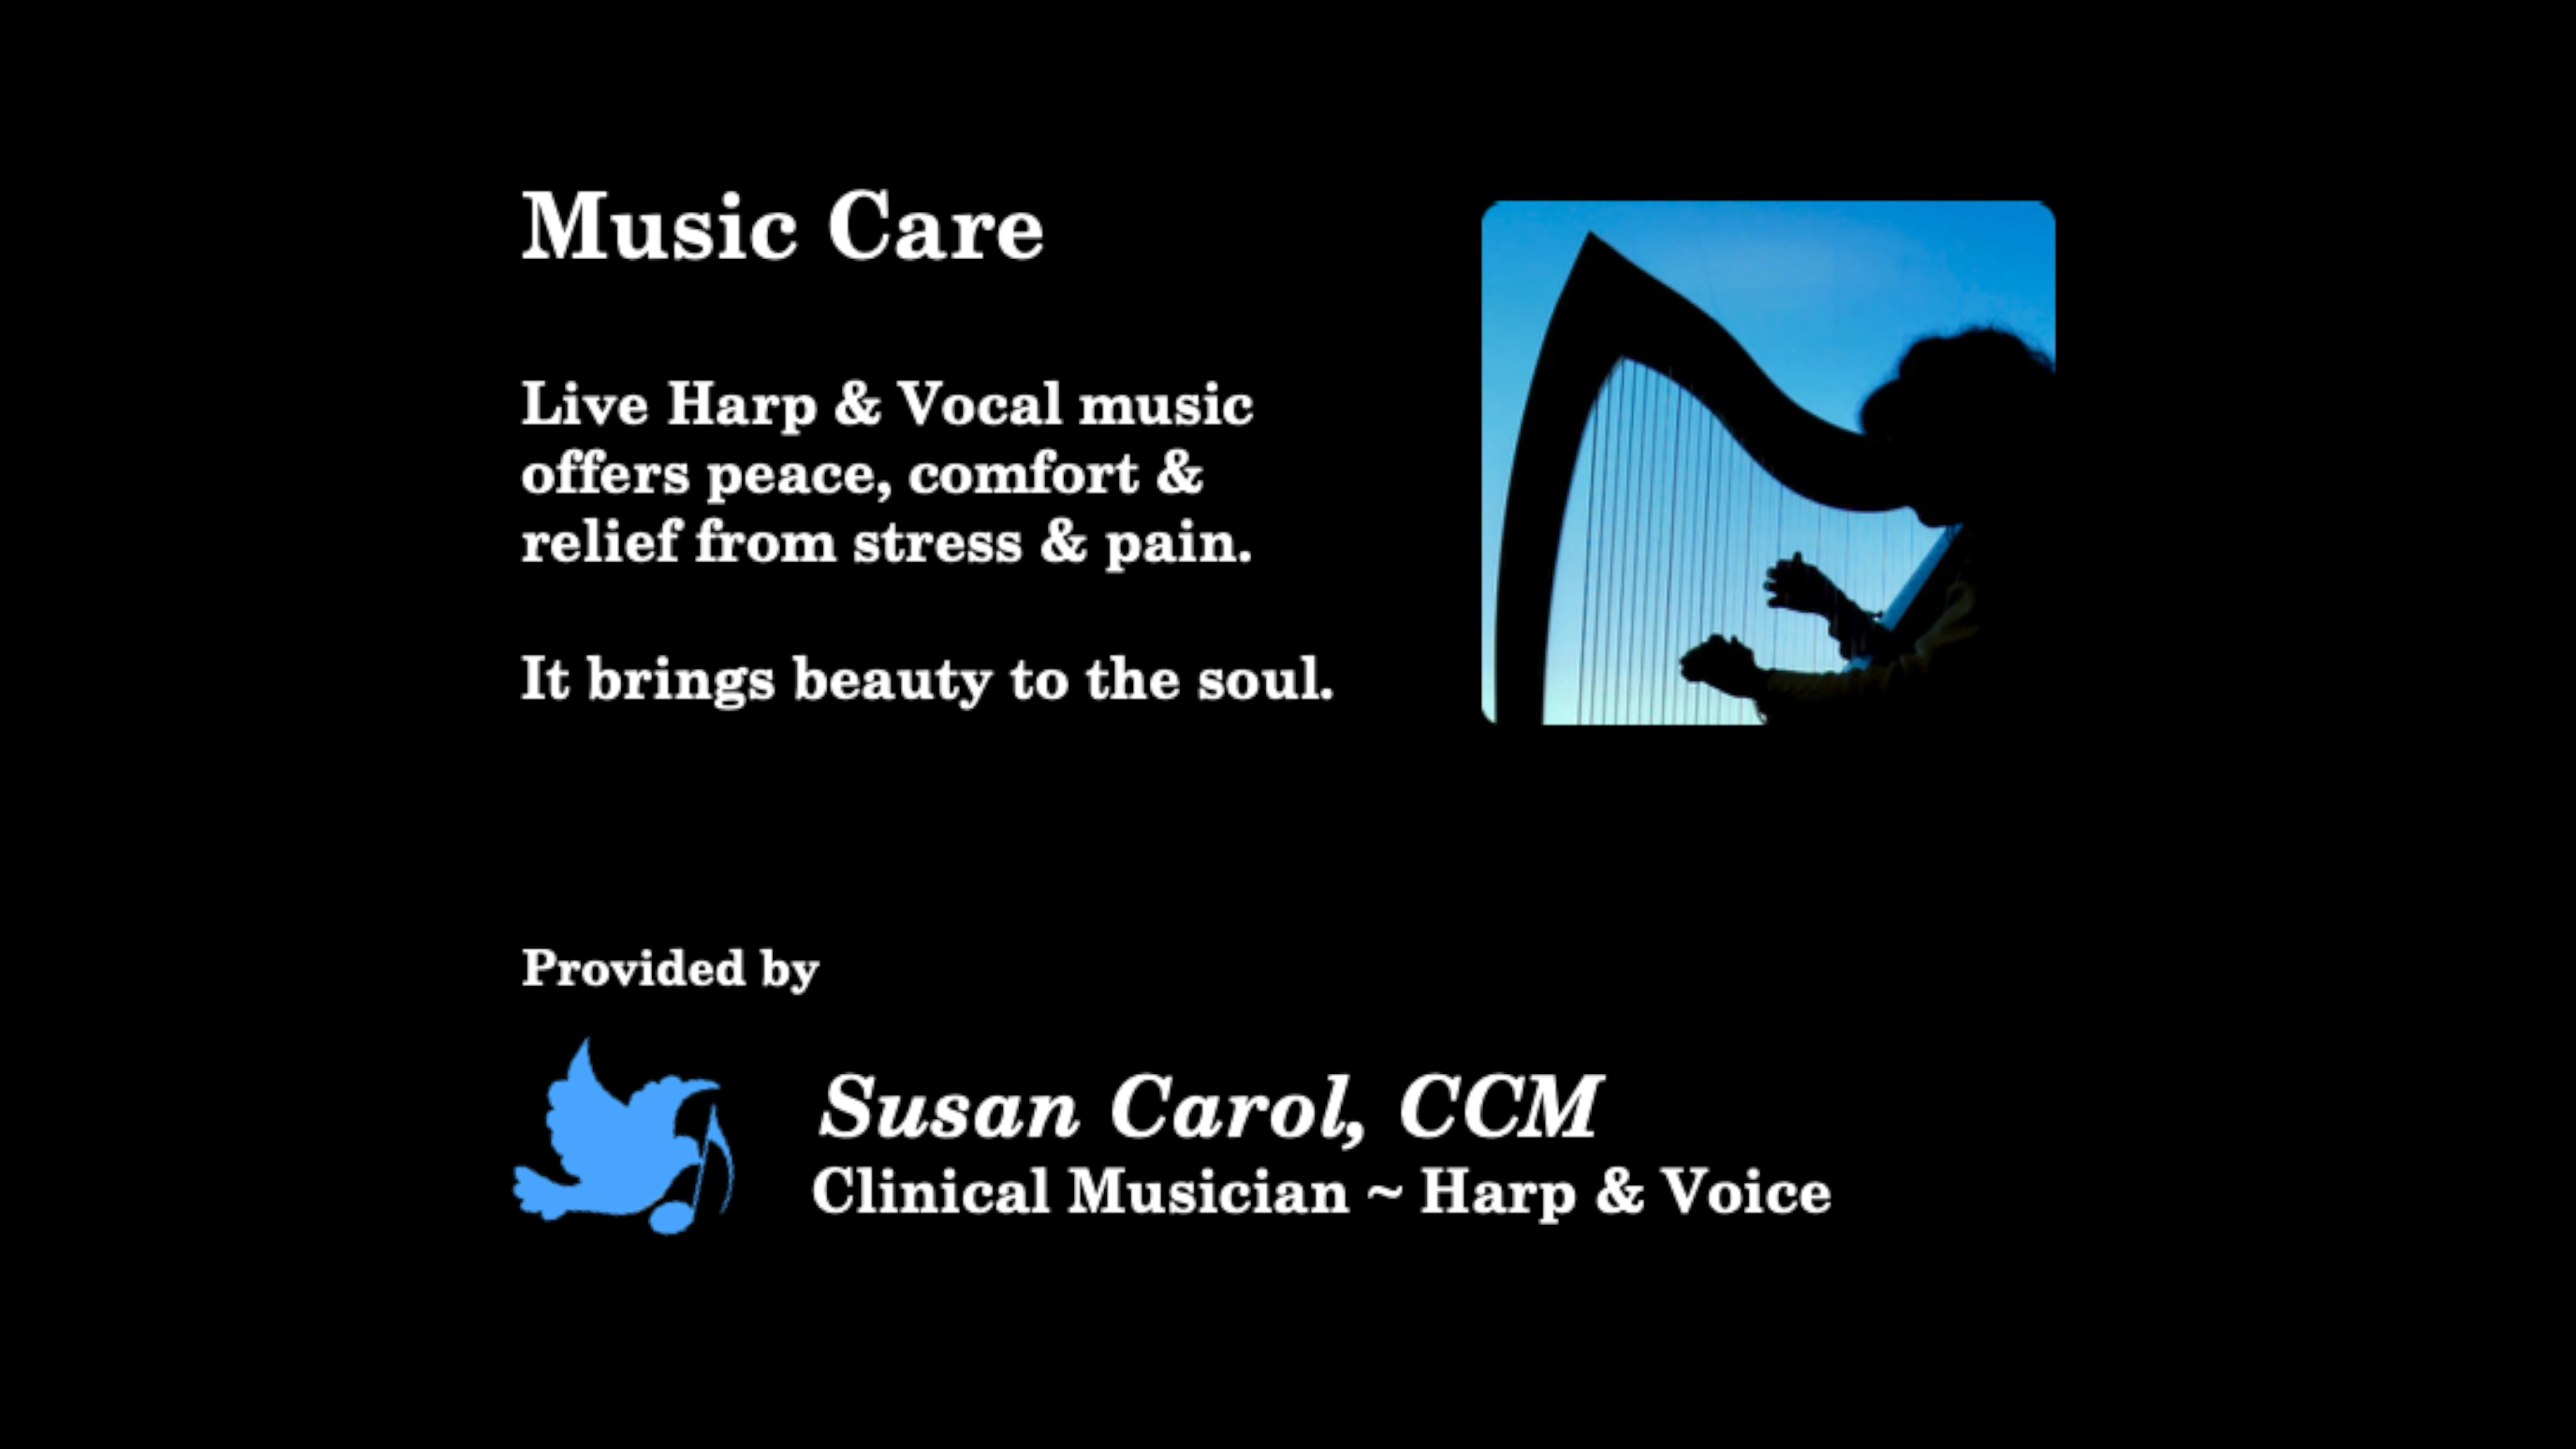 Music Care
Live Harp & Vocal music
offers peace, comfort &
relief from stress & pain.
It brings beauty to the soul.
Provided by
Susan Carol, CCM
Clinical Musician ~ Harp & Voice